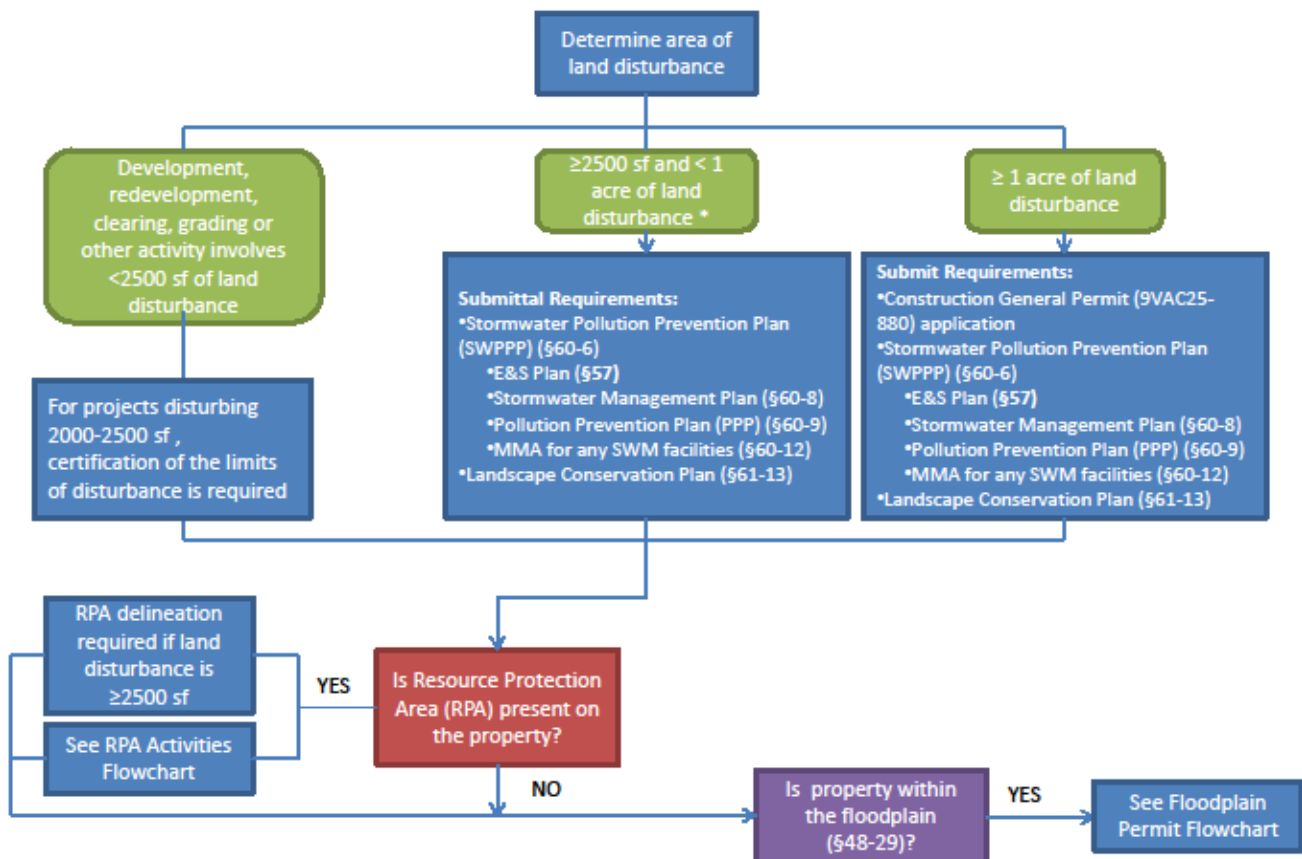 Determine area of
land disturbance
Development,
redevelopment,
clearing, grading or
other activity involves
<2500 sf of land
disturbance
≥2500 sf and < 1
acre of land
disturbance *
≥ 1 acre of land
disturbance
For projects disturbing
2000-2500 sf ,
certification of the limits
of disturbance is required
Submittal Requirements:
•Stormwater Pollution Prevention Plan
(SWPPP) (§60-6)
•E&S Plan (§57)
•Stormwater Management Plan (§60-8)
•Pollution Prevention Plan (PPP) (§60-9)
•MMA for any SWM facilities (§60-12)
•Landscape Conservation Plan (§61-13)
Submit Requirements:
•Construction General Permit (9VAC25-
880) application
•Stormwater Pollution Prevention Plan
(SWPPP) (§60-6)
•E&S Plan (§57)
•Stormwater Management Plan (§60-8)
•Pollution Prevention Plan (PPP) (§60-9)
•MMA for any SWM facilities (§60-12)
•Landscape Conservation Plan (§61-13)
RPA delineation
required if land
disturbance is
≥2500 sf
See RPA Activities
Flowchart
YES
Is Resource Protection
Area (RPA) present on
the property?
NO
Is property within
the floodplain
(§48-29)?
YES
See Floodplain
Permit Flowchart